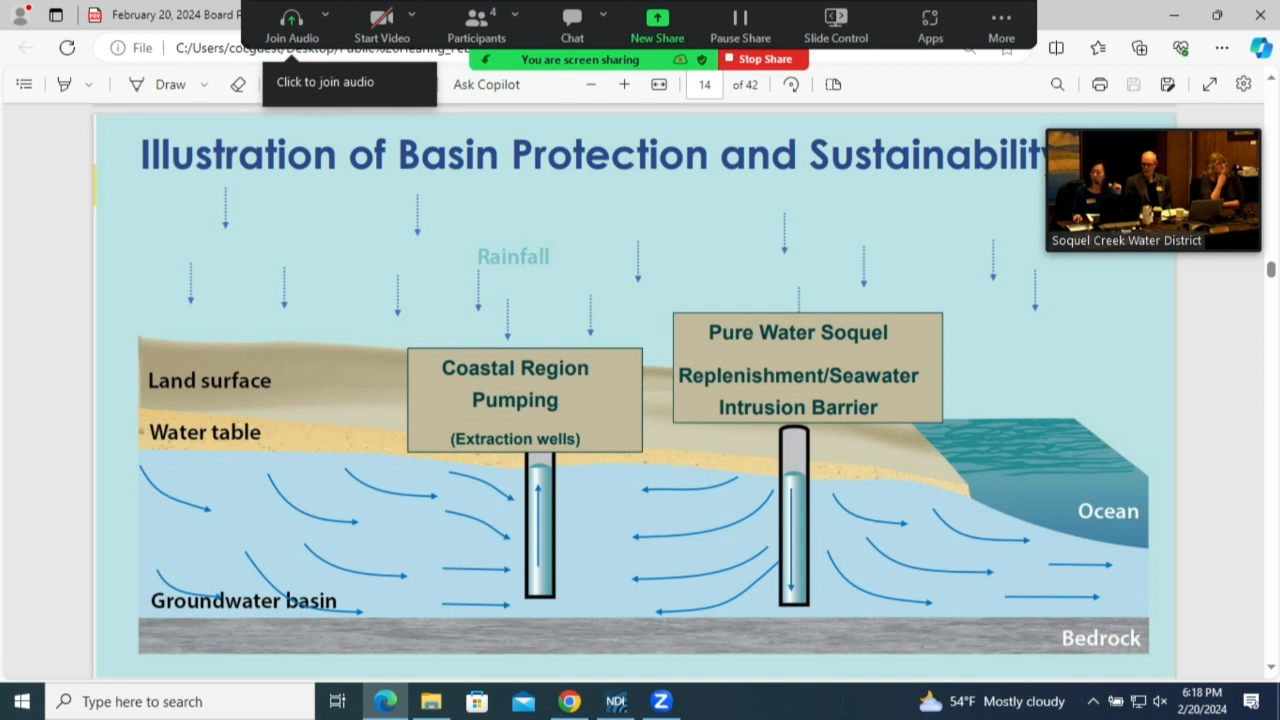 February 20, 2024 Board P
Join Audio
Start Video
4
Participants
Chat
New Share
Pause Share
Slide Control
Apps
More
File
You are screen sharing
Stop Share
Click to join audio
Draw
Ask Copilot
14
of 42
Illustration of Basin Protection and Sustainability
Soquel Creek Water District
Rainfall
Pure Water Soquel
Replenishment/Seawater
Intrusion Barrier
Coastal Region
Pumping
(Extraction wells)
Land surface
Water table
Ocean
Groundwater basin
Bedrock
Type here to search
NDI
54°F Mostly cloudy
6:18 PM
2/20/2024